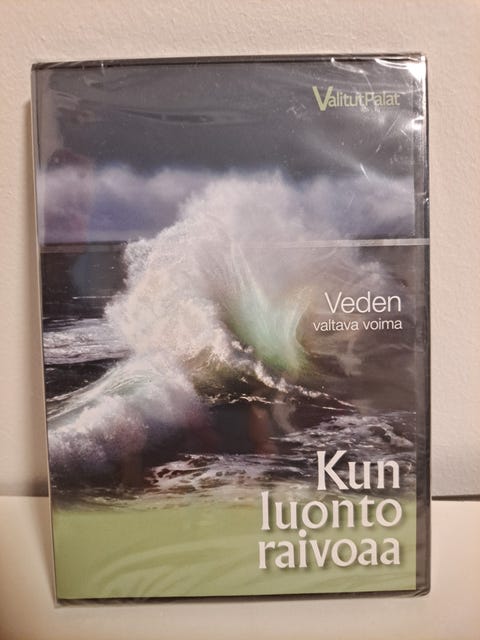 ValitutPalat
Veden
valtava voima
Kun
luonto
raivoaa